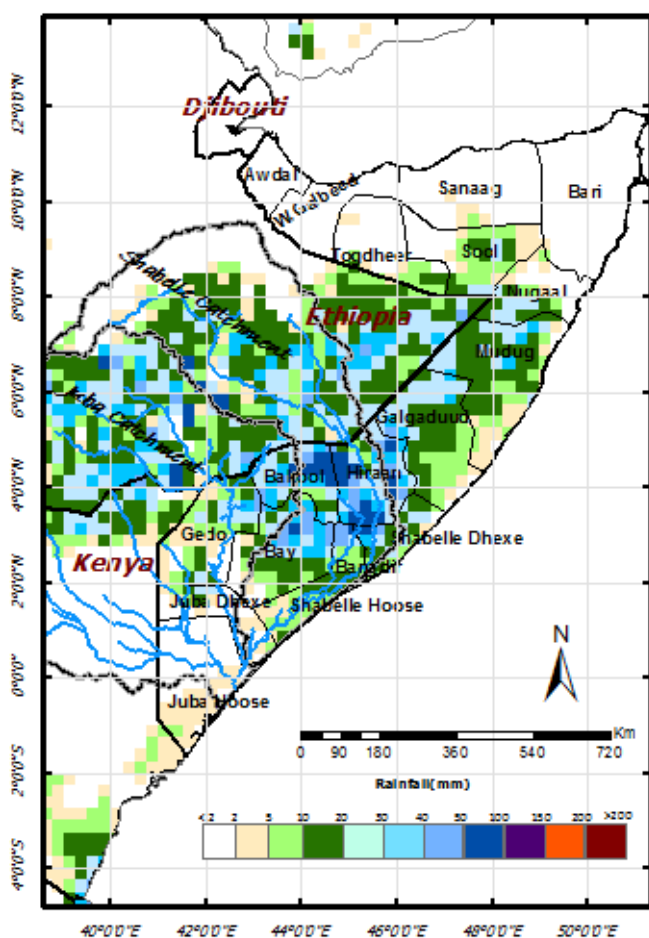 Djibouti
12°0'0"N
Awdal
W.Galbeed
Sanaag
Bari
10°0'0"N
Togdheer
Sool
Shabelle Catchment
Nugaal
8°0'0"N
Ethiopia
Mudug
6°0'0"N
Juba Catchment
Galgaduud
Bakool
Hiraan
4°0'0"N
Gedo
Bay
Shabelle Dhexe
Kenya
Banadir
2°0'0"N
Juba Dhexe
Shabelle Hoose
N
0°0'0"
Juba Hoose
Km
0 90 180 360 540 720
2°0'0"S
Rainfall(mm)
<2 2 5 10 20 30 40 50 100 150 200 >200
4°0'0"S
40°0'0"E 42°0'0"E 44°0'0"E 46°0'0"E 48°0'0"E 50°0'0"E